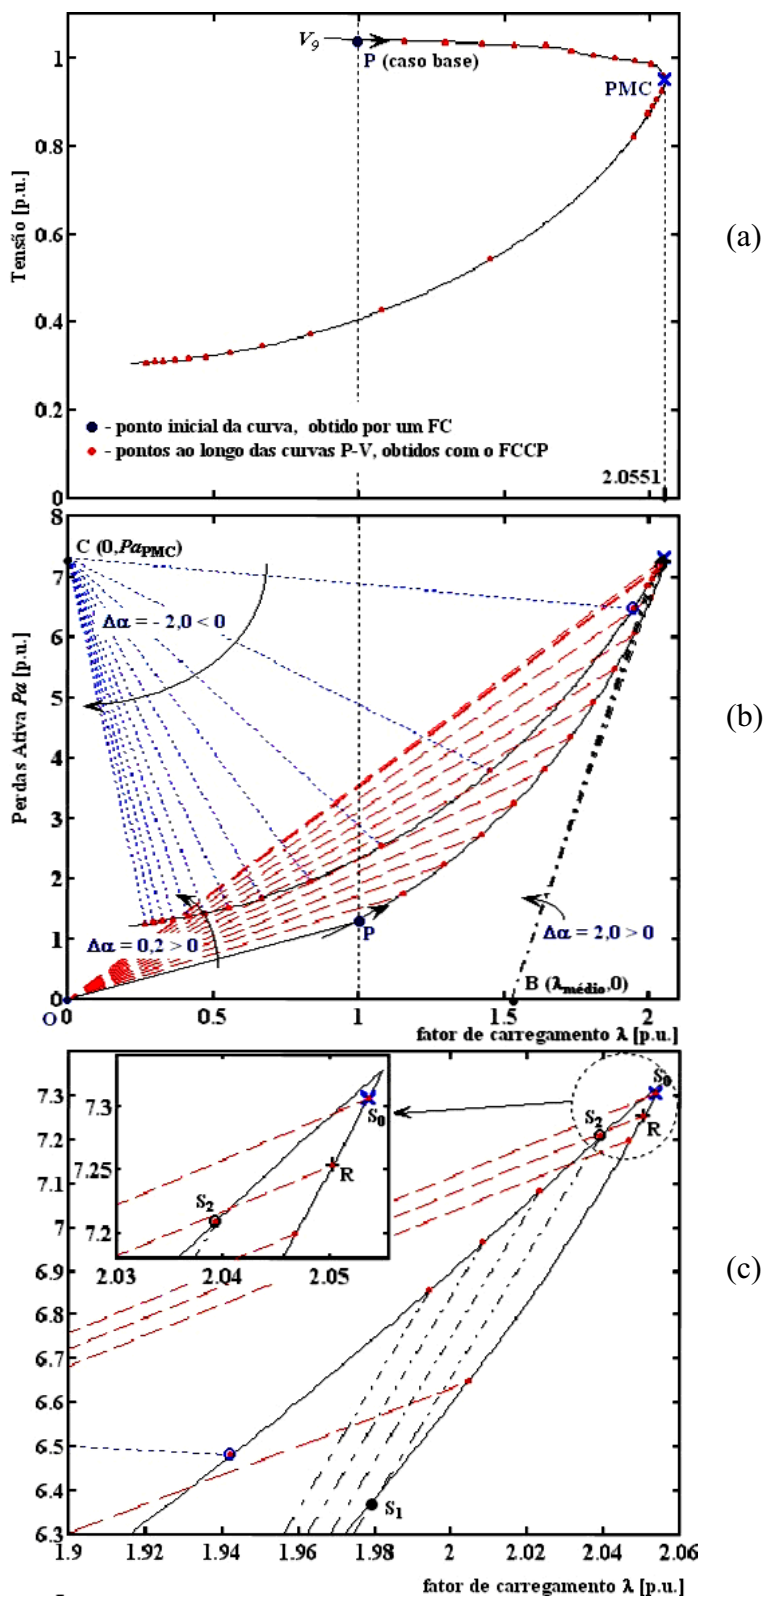 1
0.8
0.6
0.4
0.2
0
Tensão [p.u.]
V9
P (caso base)
PMC
- ponto inicial da curva, obtido por um FC
- pontos ao longo das curvas P-V, obtidos com o FCCP
2.0551
(a)
8
7
6
5
4
3
2
1
0
Perdas Ativa Pa [p.u.]
C (0,PaPMC)
Δα = - 2,0 < 0
Δα = 0,2 > 0
P
Δα = 2,0 > 0
B (λmédio,0)
O
0
0.5
1
1.5
2
fator de carregamento λ [p.u.]
(b)
7.3
7.2
7.1
7
6.9
6.8
6.7
6.6
6.5
6.4
6.3
7.3
7.25
7.2
2.03
2.04
2.05
S0
R
S2
S0
S2
R
S1
1.9
1.92
1.94
1.96
1.98
2
2.02
2.04
2.06
fator de carregamento λ [p.u.]
(c)